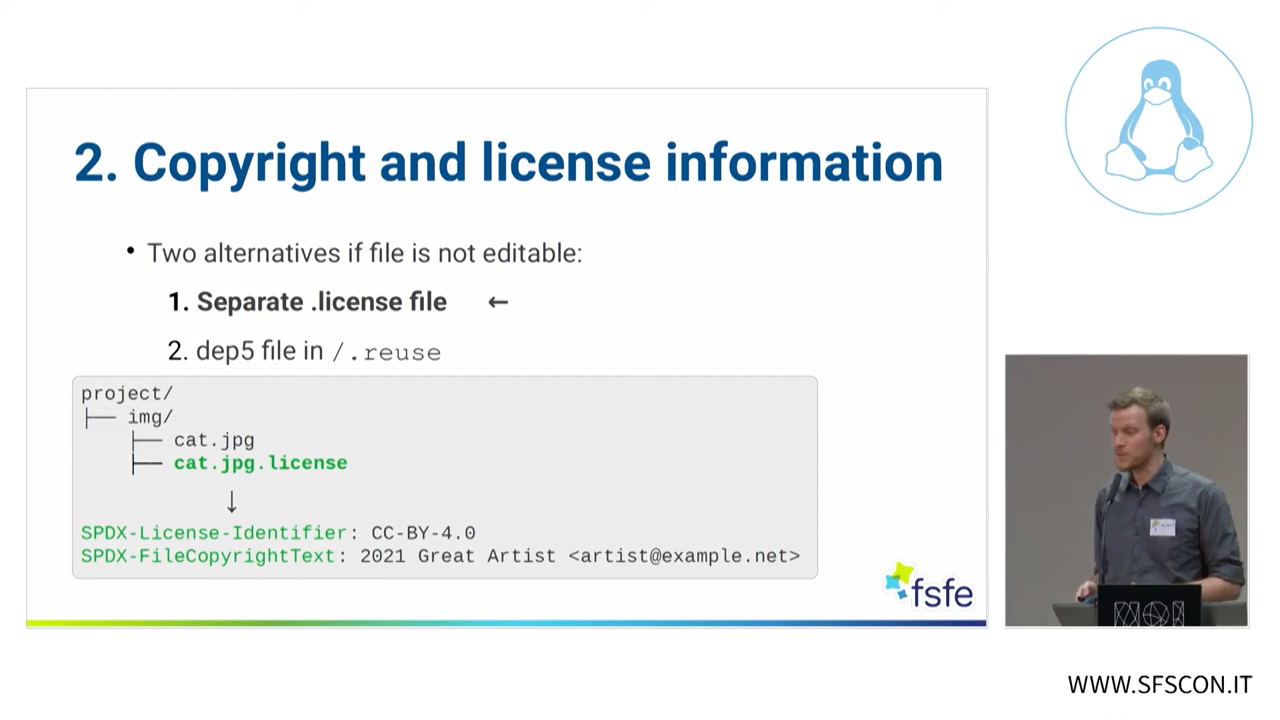 2. Copyright and license information
• Two alternatives if file is not editable:
1. Separate .license file ←
2. dep5 file in /.reuse
project/
├── img/
├── cat.jpg
├── cat.jpg.license
↓
SPDX-License-Identifier: CC-BY-4.0
SPDX-FileCopyrightText: 2021 Great Artist <artist@example.net>
fsfe
NOI
WWW.SFSCON.IT